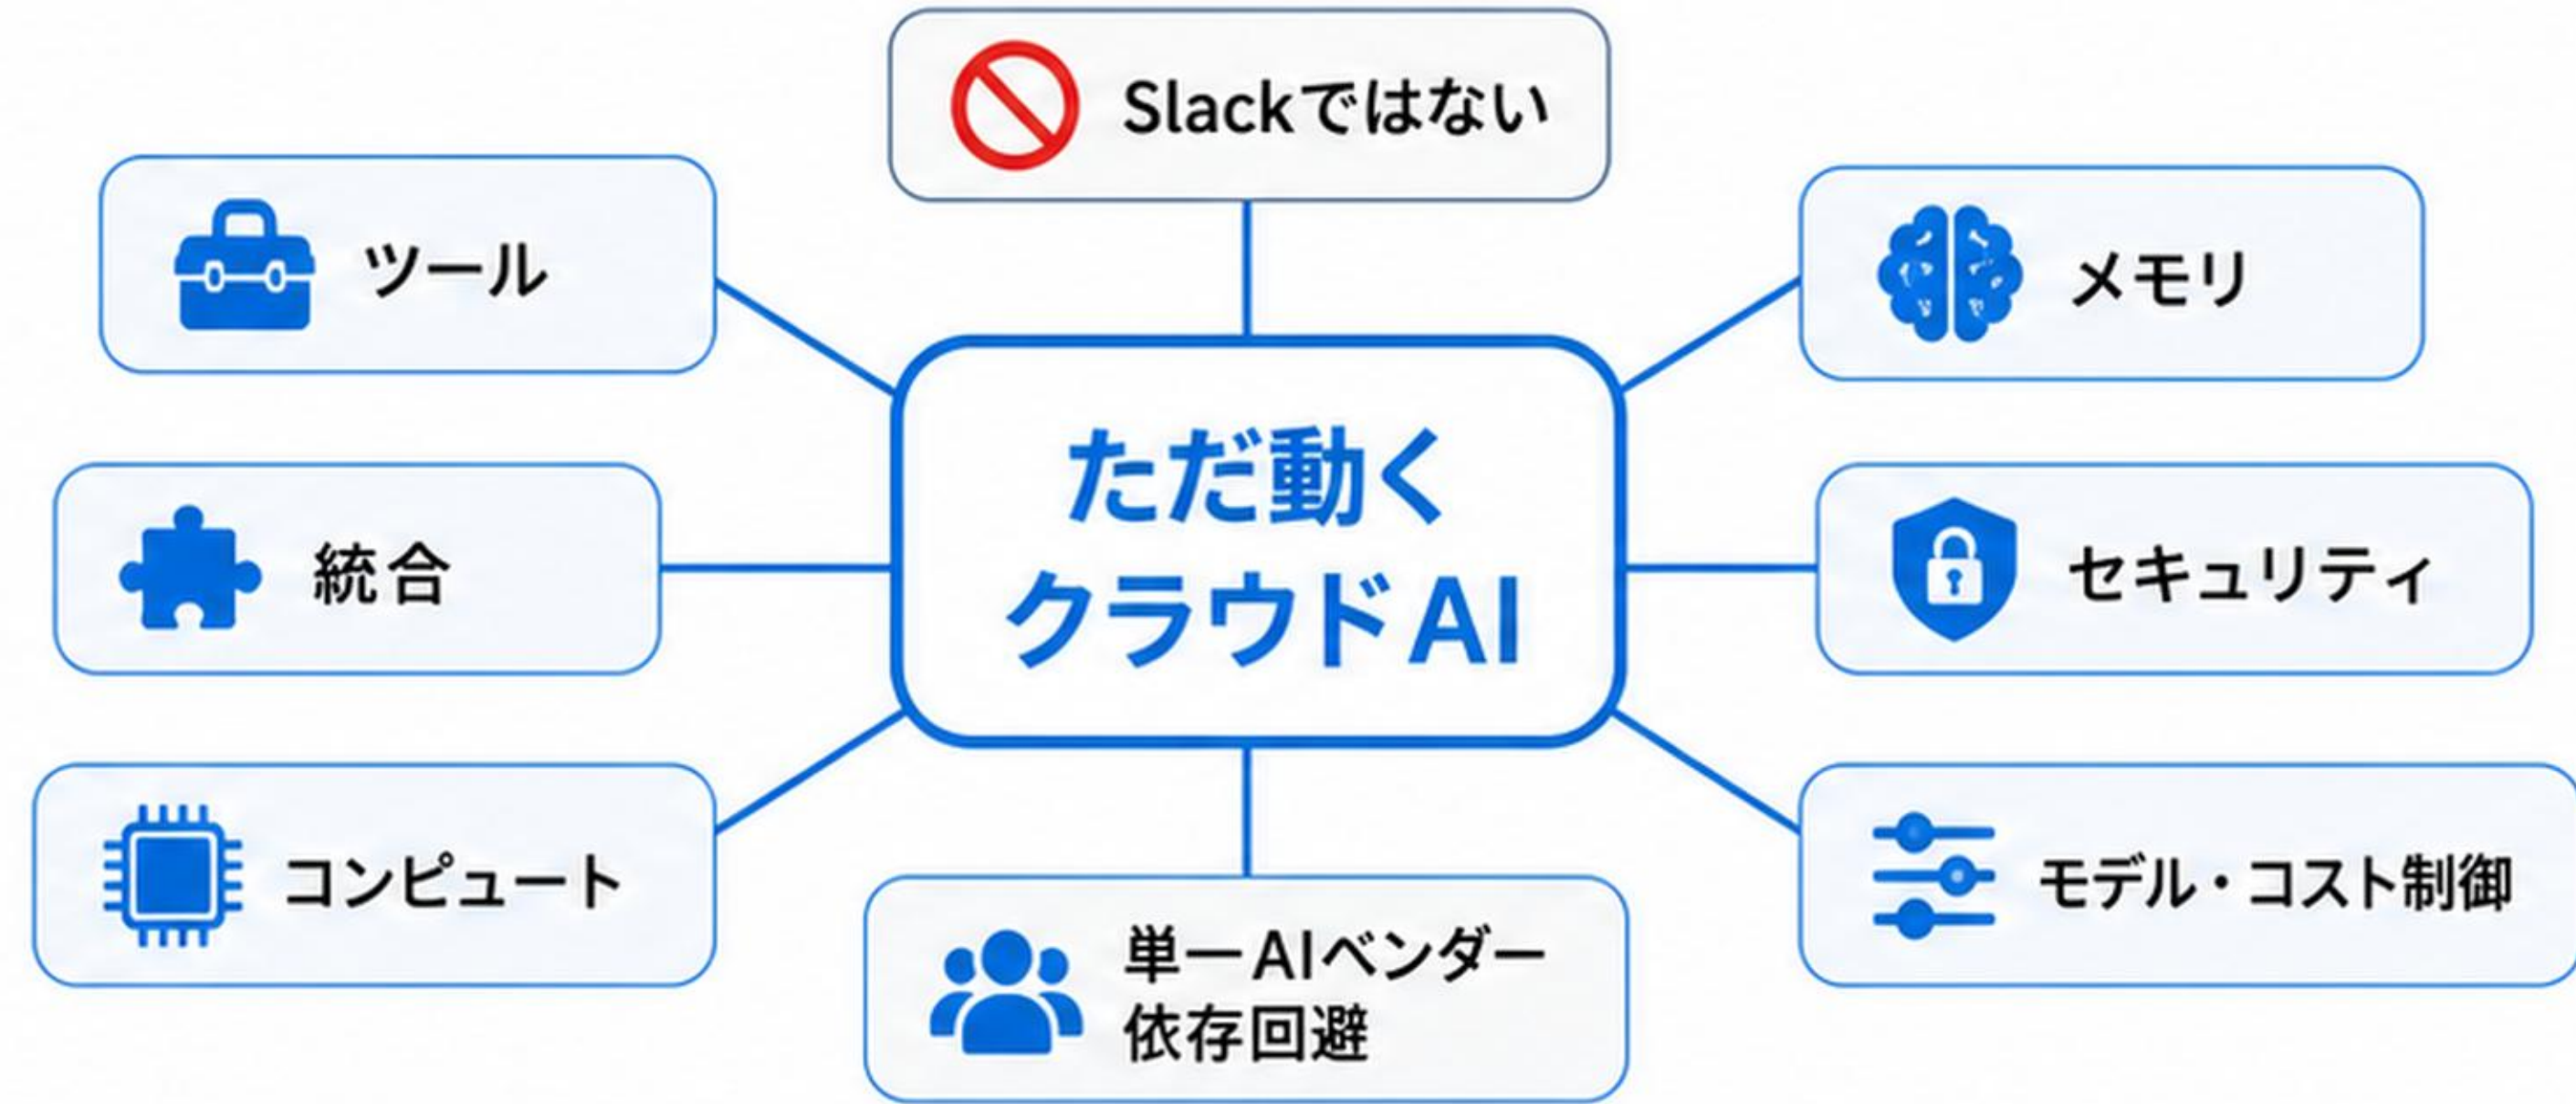 Slackではない
ツール
メモリ
ただ動く
クラウドAI
統合
セキュリティ
コンピュート
モデル・コスト制御
単一AIベンダー
依存回避